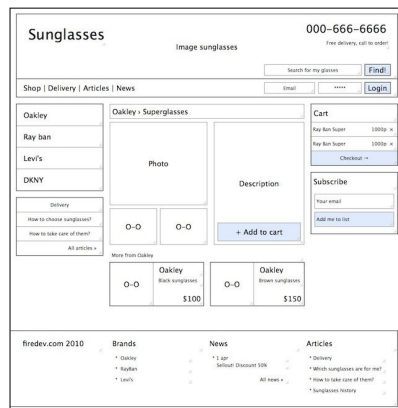 Sunglasses
Image sunglasses
000-666-6666
Free delivery, call to order!
Search for my glasses
Find!
Shop | Delivery | Articles | News
Email
*****
Login
Oakley
Ray ban
Levi's
DKNY
Delivery
How to choose sunglasses?
How to take care of them?
All articles »
Oakley › Superglasses
Photo
O-O
O-O
Description
+ Add to cart
More from Oakley
O-O
Oakley
Black sunglasses
$100
O-O
Oakley
Brown sunglasses
$150
Cart
Ray Ban Super 1000p ×
Ray Ban Super 1000p ×
Checkout →
Subscribe
Your email
Add me to list
firedev.com 2010
Brands
* Oakley
* RayBan
* Levi's
News
* 1 apr
Sellout! Discount 50%
All news »
Articles
* Delivery
* Which sunglasses are for me?
* How to take care of them?
* Sunglasses history